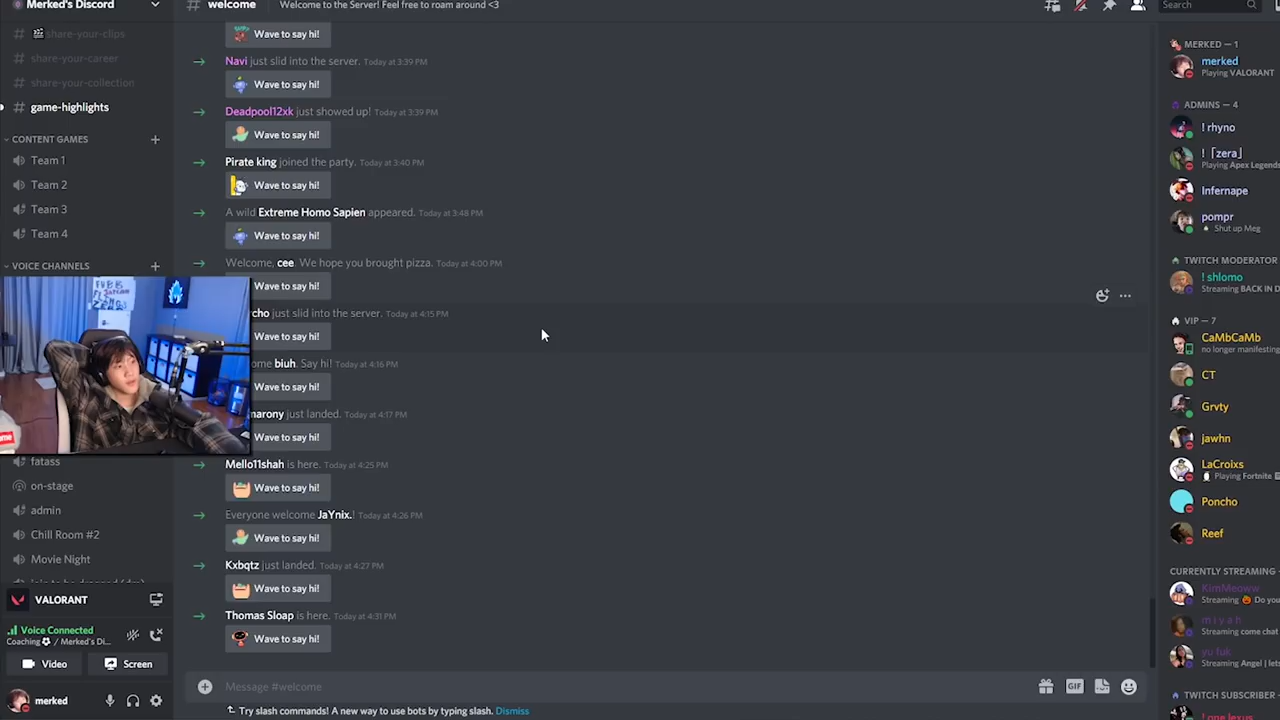 Merked's Discord
# welcome
Welcome to the Server! Feel free to roam around <3
Search
# share-your-clips
# share-your-career
# share-your-collection
# game-highlights
CONTENT GAMES
Team 1
Team 2
Team 3
Team 4
VOICE CHANNELS
fatass
on-stage
admin
Chill Room #2
Movie Night
VALORANT
Voice Connected
Coaching ⚽ / Merked's Di...
Video
Screen
merked
Wave to say hi!
Navi just slid into the server. Today at 3:39 PM
Wave to say hi!
Deadpool12xk just showed up! Today at 3:39 PM
Wave to say hi!
Pirate king joined the party. Today at 3:40 PM
Wave to say hi!
A wild Extreme Homo Sapien appeared. Today at 3:48 PM
Wave to say hi!
Welcome, cee. We hope you brought pizza. Today at 4:00 PM
Wave to say hi!
cho just slid into the server. Today at 4:15 PM
Wave to say hi!
ome biuh. Say hi! Today at 4:16 PM
Wave to say hi!
marony just landed. Today at 4:17 PM
Wave to say hi!
Mello11shah is here. Today at 4:25 PM
Wave to say hi!
Everyone welcome JaYnix.! Today at 4:26 PM
Wave to say hi!
Kxbqtz just landed. Today at 4:27 PM
Wave to say hi!
Thomas Sloap is here. Today at 4:31 PM
Wave to say hi!
Message #welcome
GIF
Try slash commands! A new way to use bots by typing slash. Dismiss
MERKED — 1
merked
Playing VALORANT
ADMINS — 4
! rhyno
! 「zera」
Playing Apex Legends
Infernape
pompr
Shut up Meg
TWITCH MODERATOR
! shlomo
Streaming BACK IN D
VIP — 7
CaMbCaMb
no longer manifesting
CT
Grvty
jawhn
LaCroixs
Playing Fortnite
Poncho
Reef
CURRENTLY STREAMING —
KimMeoww
Streaming 🎃 Do you
m i y a h
Streaming come chat
yu fuk
Streaming Angel | lets
TWITCH SUBSCRIBER —